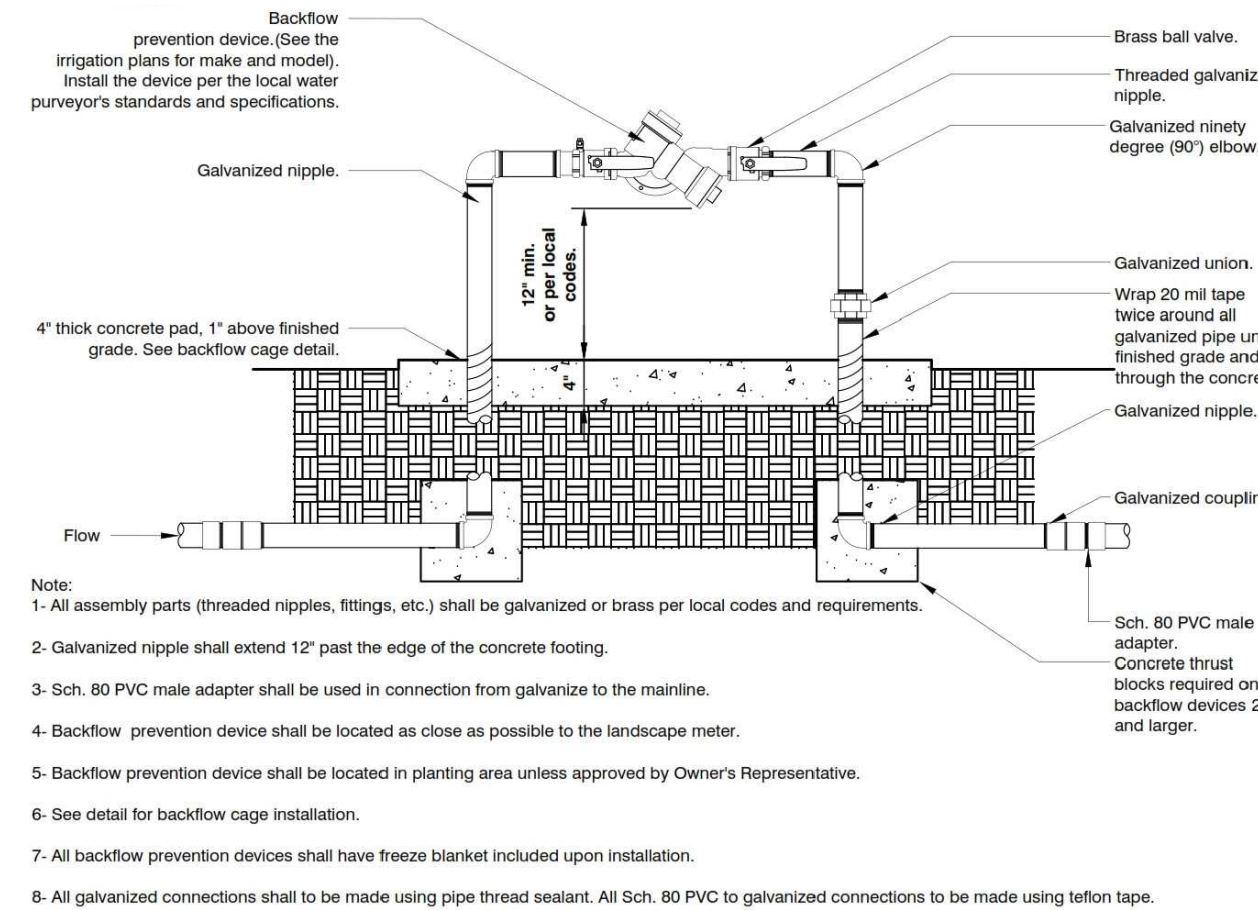 Backflow
prevention device.(See the
irrigation plans for make and model).
Install the device per the local water
purveyor's standards and specifications.
Galvanized nipple.
4" thick concrete pad, 1" above finished
grade. See backflow cage detail.
Flow
12" min.
or per local
codes.
4"
Brass ball valve.
Threaded galvaniz
nipple.
Galvanized ninety
degree (90°) elbow.
Galvanized union.
Wrap 20 mil tape
twice around all
galvanized pipe un
finished grade and
through the concre
Galvanized nipple.
Galvanized couplin
Sch. 80 PVC male
adapter.
Concrete thrust
blocks required on
backflow devices 2
and larger.
Note:
1- All assembly parts (threaded nipples, fittings, etc.) shall be galvanized or brass per local codes and requirements.
2- Galvanized nipple shall extend 12" past the edge of the concrete footing.
3- Sch. 80 PVC male adapter shall be used in connection from galvanize to the mainline.
4- Backflow prevention device shall be located as close as possible to the landscape meter.
5- Backflow prevention device shall be located in planting area unless approved by Owner's Representative.
6- See detail for backflow cage installation.
7- All backflow prevention devices shall have freeze blanket included upon installation.
8- All galvanized connections shall to be made using pipe thread sealant. All Sch. 80 PVC to galvanized connections to be made using teflon tape.